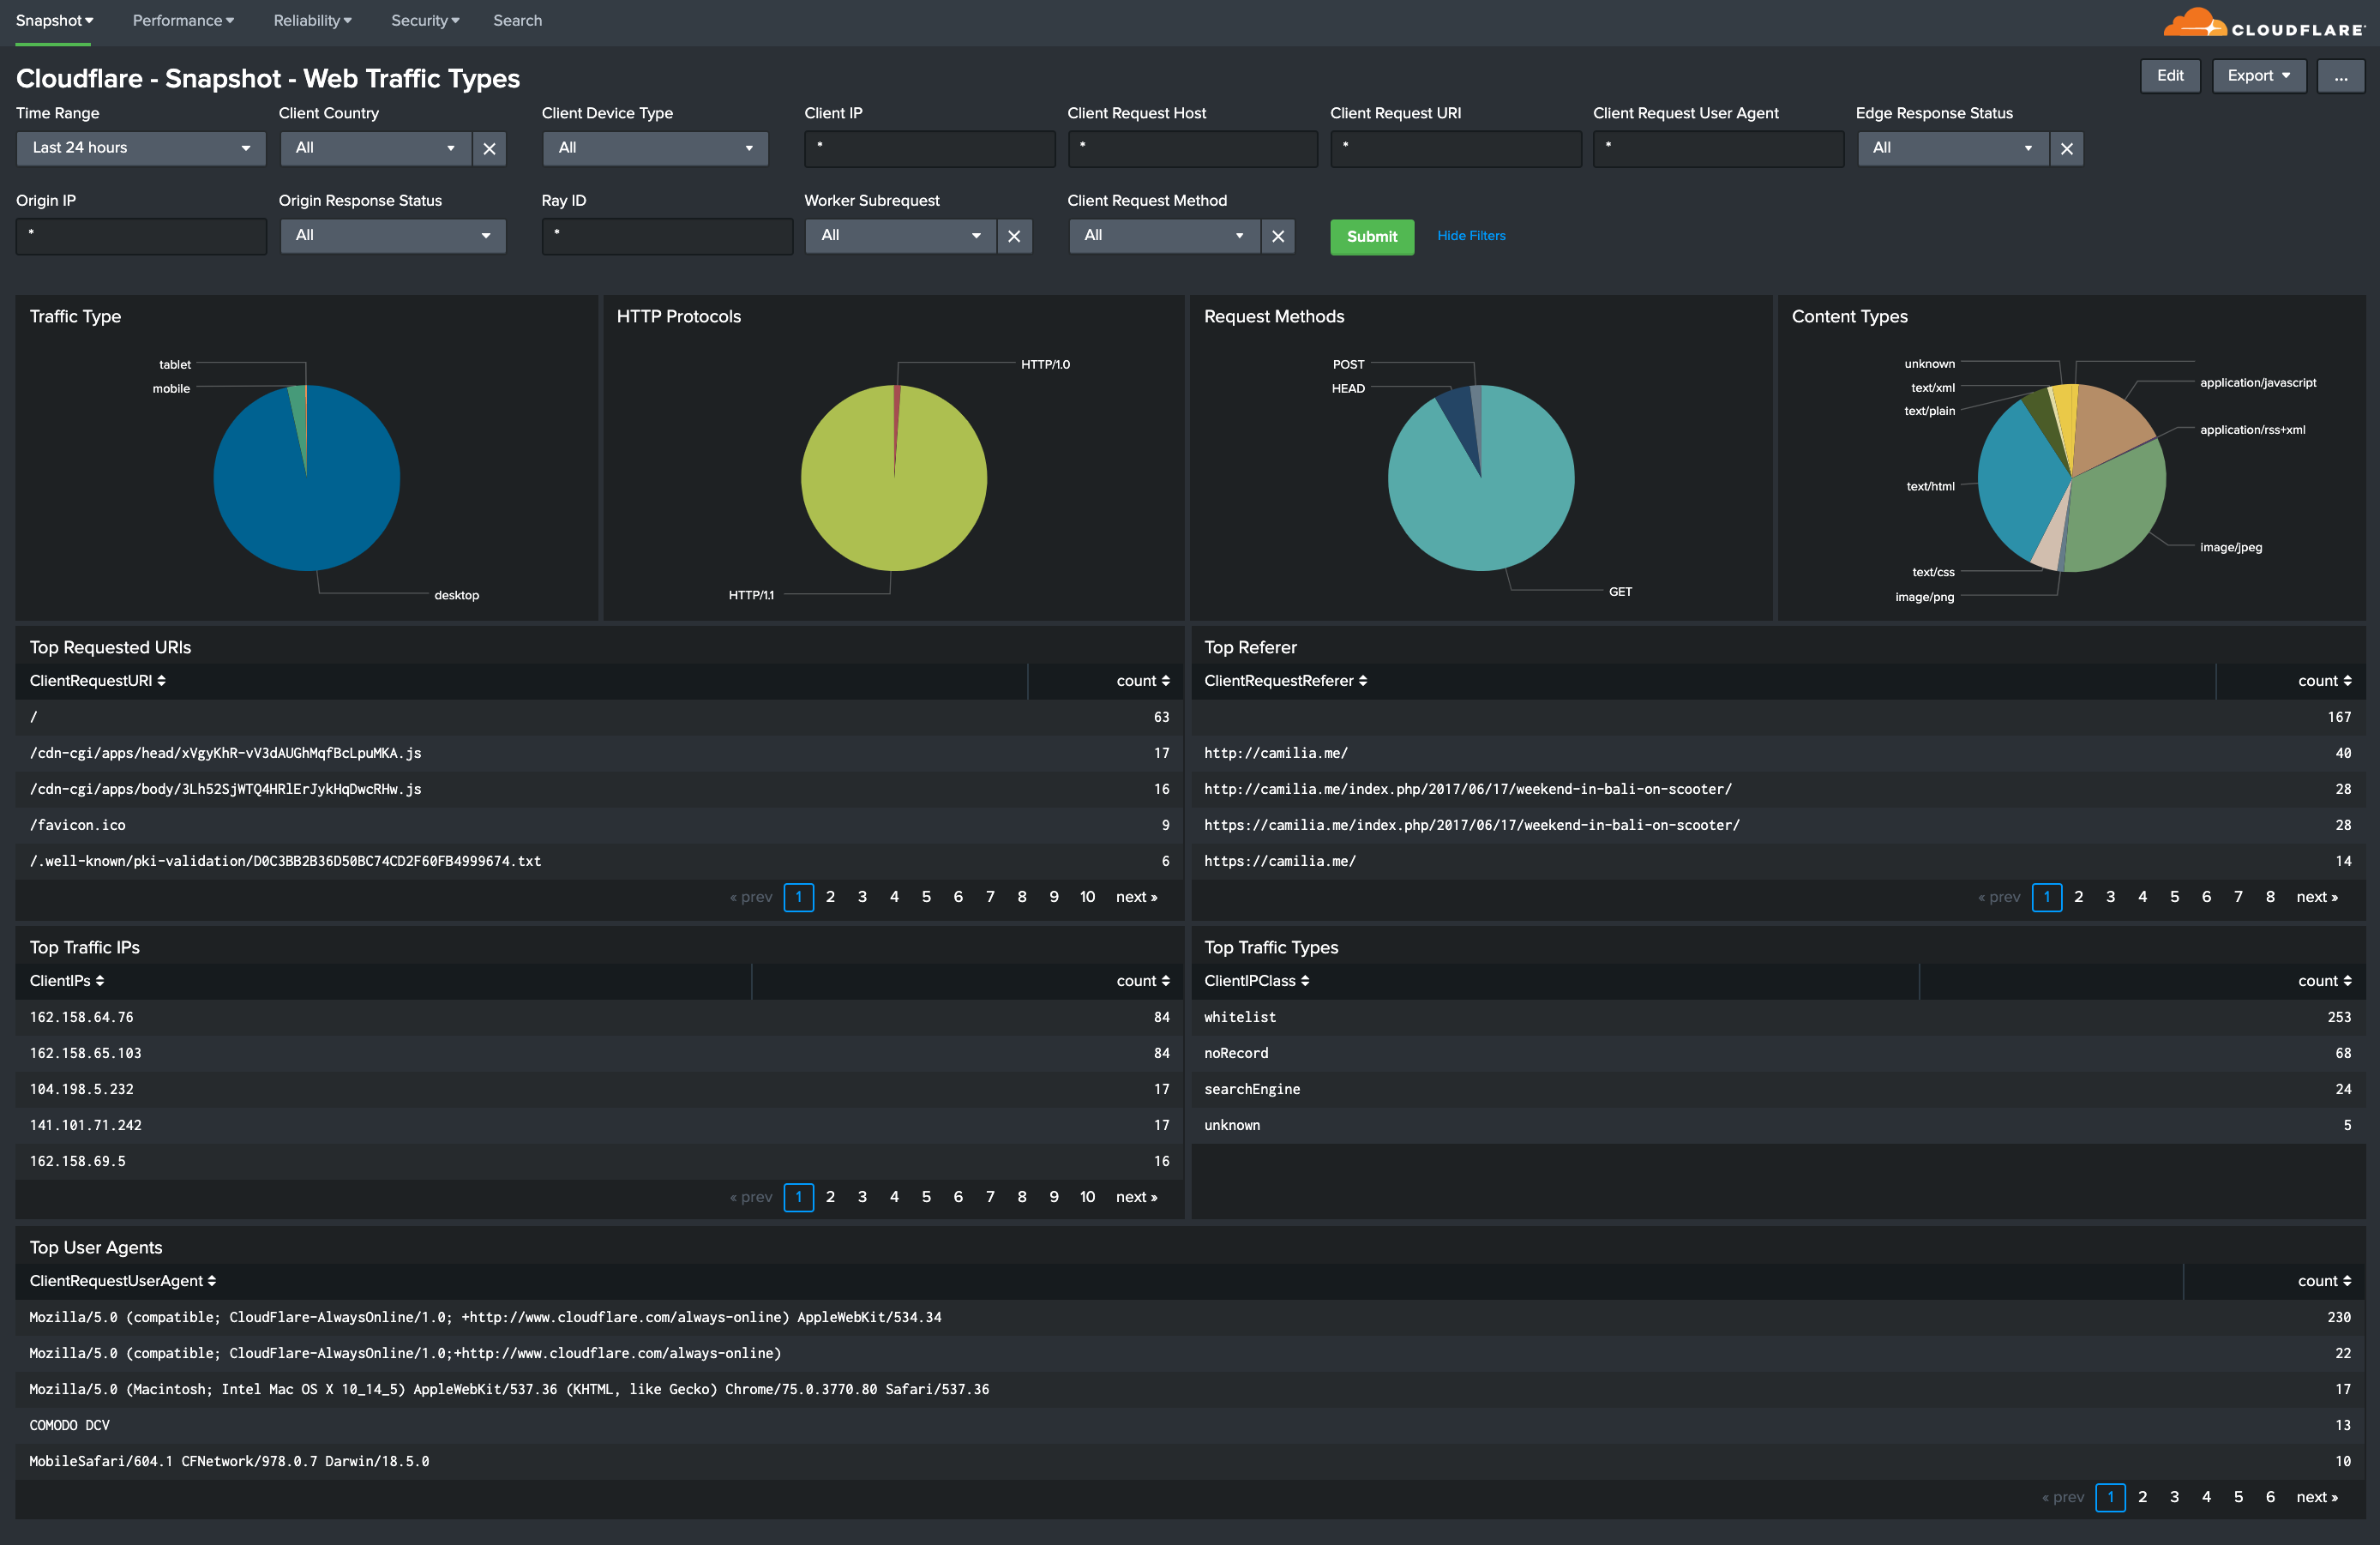 Snapshot Performance Reliability Security Search CLOUDFLARE
Cloudflare - Snapshot - Web Traffic Types Edit Export ...
Time Range Client Country Client Device Type Client IP Client Request Host Client Request URI Client Request User Agent Edge Response Status
Last 24 hours All All * * * * All
Origin IP Origin Response Status Ray ID Worker Subrequest Client Request Method
* All * All All Submit Hide Filters
Traffic Type
tablet
mobile
desktop
HTTP Protocols
HTTP/1.0
HTTP/1.1
Request Methods
POST
HEAD
GET
Content Types
unknown
application/javascript
text/xml
text/plain
application/rss+xml
text/html
image/jpeg
text/css
image/png
Top Requested URIs
ClientRequestURI count
/ 63
/cdn-cgi/apps/head/xVgyKhR-vV3dAUGhMqfBcLpuMKA.js 17
/cdn-cgi/apps/body/3Lh52SjWTQ4HRlErJykHqDwcRHw.js 16
/favicon.ico 9
/.well-known/pki-validation/D0C3BB2B36D50BC74CD2F60FB4999674.txt 6
« prev 1 2 3 4 5 6 7 8 9 10 next »
Top Referer
ClientRequestReferer count
167
http://camilia.me/ 40
http://camilia.me/index.php/2017/06/17/weekend-in-bali-on-scooter/ 28
https://camilia.me/index.php/2017/06/17/weekend-in-bali-on-scooter/ 28
https://camilia.me/ 14
« prev 1 2 3 4 5 6 7 8 next »
Top Traffic IPs
ClientIPs count
162.158.64.76 84
162.158.65.103 84
104.198.5.232 17
141.101.71.242 17
162.158.69.5 16
« prev 1 2 3 4 5 6 7 8 9 10 next »
Top Traffic Types
ClientIPClass count
whitelist 253
noRecord 68
searchEngine 24
unknown 5
Top User Agents
ClientRequestUserAgent count
Mozilla/5.0 (compatible; CloudFlare-AlwaysOnline/1.0; +http://www.cloudflare.com/always-online) AppleWebKit/534.34 230
Mozilla/5.0 (compatible; CloudFlare-AlwaysOnline/1.0;+http://www.cloudflare.com/always-online) 22
Mozilla/5.0 (Macintosh; Intel Mac OS X 10_14_5) AppleWebKit/537.36 (KHTML, like Gecko) Chrome/75.0.3770.80 Safari/537.36 17
COMODO DCV 13
MobileSafari/604.1 CFNetwork/978.0.7 Darwin/18.5.0 10
« prev 1 2 3 4 5 6 next »